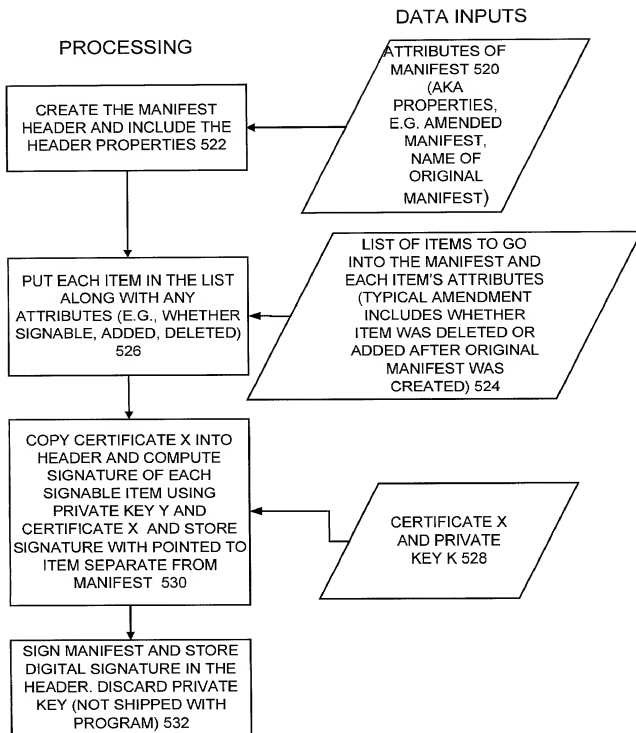 DATA INPUTS
PROCESSING
ATTRIBUTES OF
MANIFEST 520
(AKA
PROPERTIES,
E.G. AMENDED
MANIFEST,
NAME OF
ORIGINAL
MANIFEST)
CREATE THE MANIFEST
HEADER AND INCLUDE THE
HEADER PROPERTIES 522
LIST OF ITEMS TO GO
INTO THE MANIFEST AND
EACH ITEM'S ATTRIBUTES
(TYPICAL AMENDMENT
INCLUDES WHETHER
ITEM WAS DELETED OR
ADDED AFTER ORIGINAL
MANIFEST WAS
CREATED) 524
PUT EACH ITEM IN THE LIST
ALONG WITH ANY
ATTRIBUTES (E.G., WHETHER
SIGNABLE, ADDED, DELETED)
526
COPY CERTIFICATE X INTO
HEADER AND COMPUTE
SIGNATURE OF EACH
SIGNABLE ITEM USING
PRIVATE KEY Y AND
CERTIFICATE X AND STORE
SIGNATURE WITH POINTED TO
ITEM SEPARATE FROM
MANIFEST 530
CERTIFICATE X
AND PRIVATE
KEY K 528
SIGN MANIFEST AND STORE
DIGITAL SIGNATURE IN THE
HEADER. DISCARD PRIVATE
KEY (NOT SHIPPED WITH
PROGRAM) 532